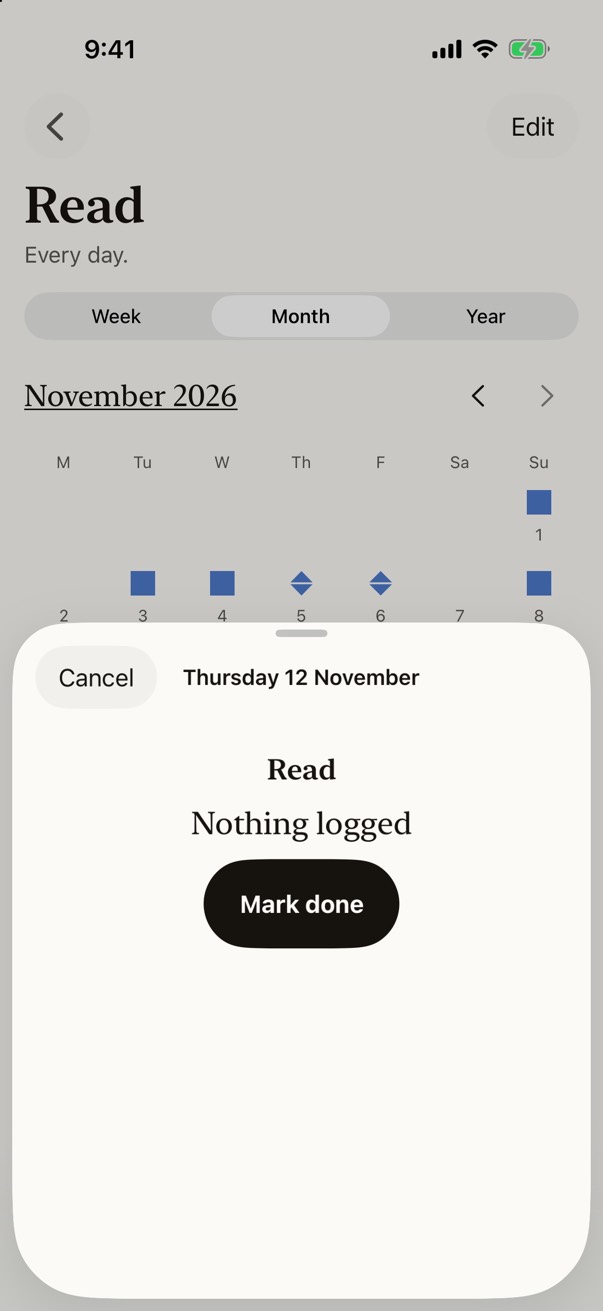 9:41
Edit
Read
Every day.
Week Month Year
November 2026
M Tu W Th F Sa Su
1
2 3 4 5 6 7 8
Cancel Thursday 12 November
Read
Nothing logged
Mark done